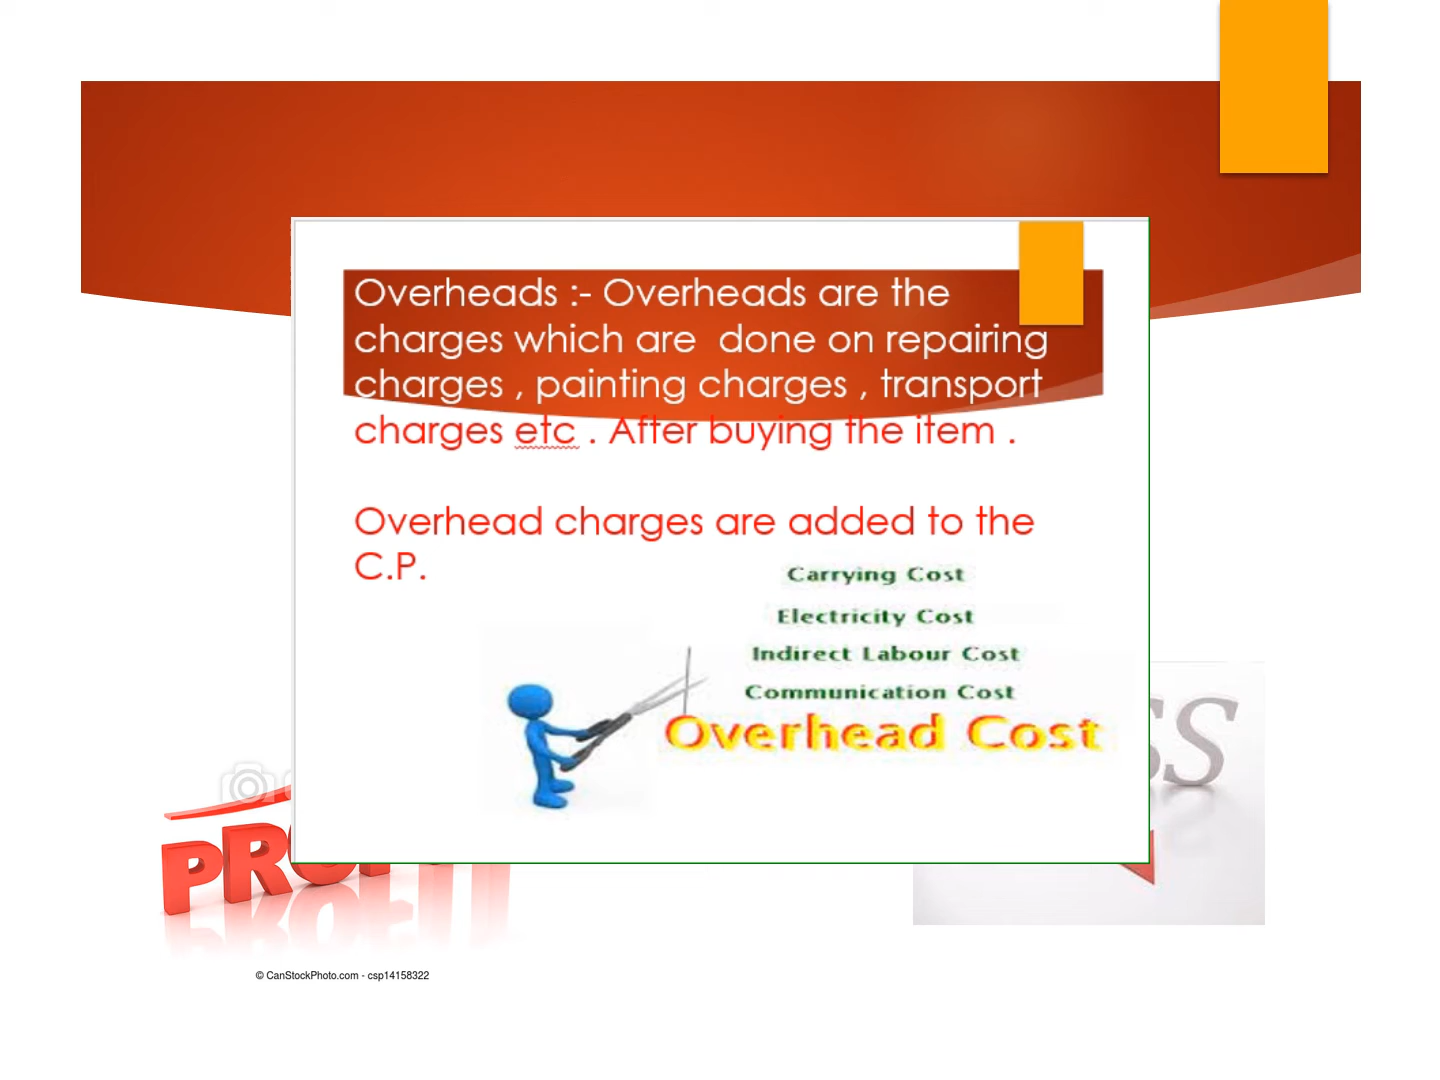 Overheads :- Overheads are the
charges which are  done on repairing
charges , painting charges , transport
charges etc . After buying the item .
Overhead charges are added to the
C.P.
Carrying Cost
Electricity Cost
Indirect Labour Cost
Communication Cost
Overhead Cost
SS
PROFIT
© CanStockPhoto.com - csp14158322